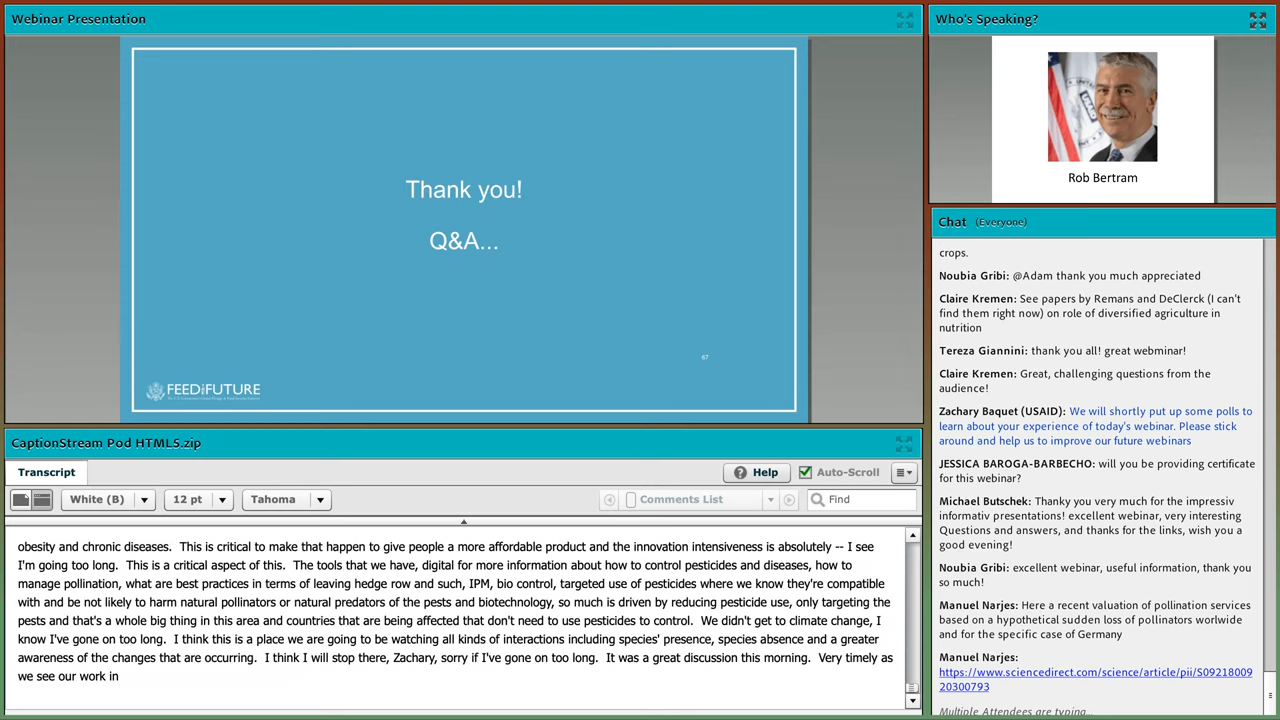 Webinar Presentation
Thank you!
Q&A...
67
FEEDTHEFUTURE
Who's Speaking?
Rob Bertram
Chat (Everyone)
crops.
Noubia Gribi: @Adam thank you much appreciated
Claire Kremen: See papers by Remans and DeClerck (I can't
find them right now) on role of diversified agriculture in
nutrition
Tereza Giannini: thank you all! great webminar!
Claire Kremen: Great, challenging questions from the
audience!
Zachary Baquet (USAID): We will shortly put up some polls to
learn about your experience of today's webinar. Please stick
around and help us to improve our future webinars
JESSICA BAROGA-BARBECHO: will you be providing certificate
for this webinar?
Michael Butschek: Thanky you very much for the impressiv
informativ presentations! excellent webinar, very interesting
Questions and answers, and thanks for the links, wish you a
good evening!
Noubia Gribi: excellent webinar, useful information, thank you
so much!
Manuel Narjes: Here a recent valuation of pollination services
based on a hypothetical sudden loss of pollinators worlwide
and for the specific case of Germany
Manuel Narjes:
https://www.sciencedirect.com/science/article/pii/S09218009
20300793
Multiple Attendees are typing...
CaptionStream Pod HTML5.zip
Transcript
Help
Auto-Scroll
White (B)
12 pt
Tahoma
Comments List
Find
obesity and chronic diseases. This is critical to make that happen to give people a more affordable product and the innovation intensiveness is absolutely -- I see
I'm going too long. This is a critical aspect of this. The tools that we have, digital for more information about how to control pesticides and diseases, how to
manage pollination, what are best practices in terms of leaving hedge row and such, IPM, bio control, targeted use of pesticides where we know they're compatible
with and be not likely to harm natural pollinators or natural predators of the pests and biotechnology, so much is driven by reducing pesticide use, only targeting the
pests and that's a whole big thing in this area and countries that are being affected that don't need to use pesticides to control. We didn't get to climate change, I
know I've gone on too long. I think this is a place we are going to be watching all kinds of interactions including species' presence, species absence and a greater
awareness of the changes that are occurring. I think I will stop there, Zachary, sorry if I've gone on too long. It was a great discussion this morning. Very timely as
we see our work in